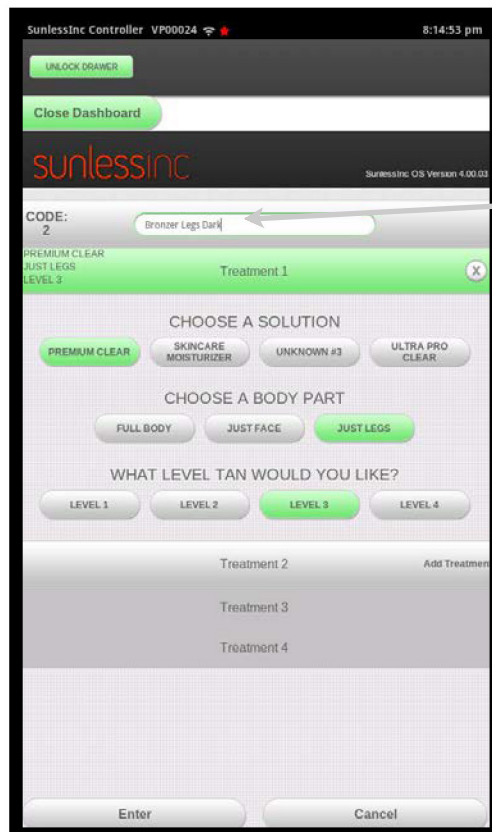 SunlessInc Controller VP00024 8:14:53 pm
UNLOCK DRAWER
Close Dashboard
sunlessinc
SunlessInc OS Version 4.00.03
CODE:
2
Bronzer Legs Dark
PREMIUM CLEAR
JUST LEGS
LEVEL 3
Treatment 1 X
CHOOSE A SOLUTION
PREMIUM CLEAR
SKINCARE
MOISTURIZER
UNKNOWN #3
ULTRA PRO
CLEAR
CHOOSE A BODY PART
FULL BODY JUST FACE JUST LEGS
WHAT LEVEL TAN WOULD YOU LIKE?
LEVEL 1 LEVEL 2 LEVEL 3 LEVEL 4
Treatment 2 Add Treatmen
Treatment 3
Treatment 4
Enter Cancel